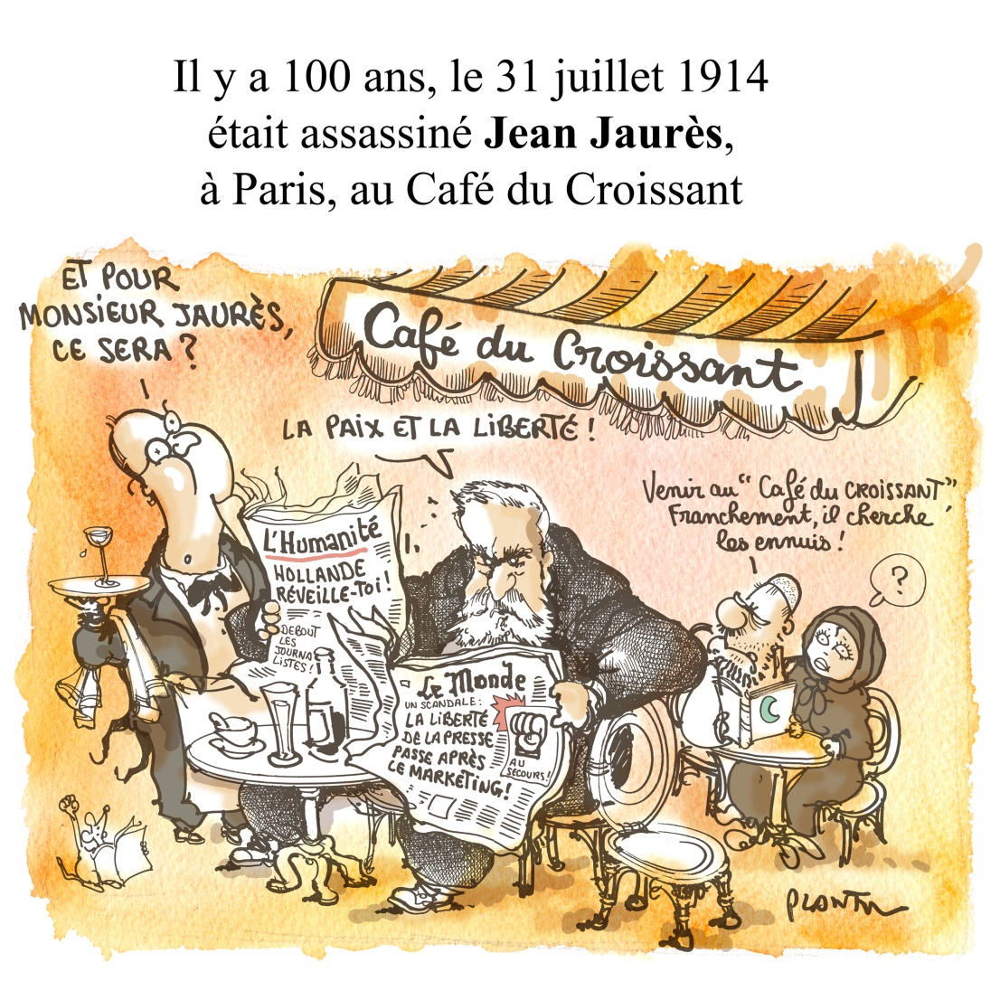 Il y a 100 ans, le 31 juillet 1914
était assassiné Jean Jaurès,
à Paris, au Café du Croissant
ET POUR
MONSIEUR JAURÈS,
CE SERA ?
Café du Croissant
LA PAIX ET LA LIBERTÉ !
Venir au "Café du CROISSANT"
Franchement, il cherche
les ennuis !
?
L'Humanité
HOLLANDE
RÉVEILLE-TOI !
DEBOUT
LES
JOURNA
LISTES !
Le Monde
UN SCANDALE :
LA LIBERTÉ
DE LA PRESSE
PASSE APRÈS
LE MARKETING !
AU
SECOURS !
PLANTU